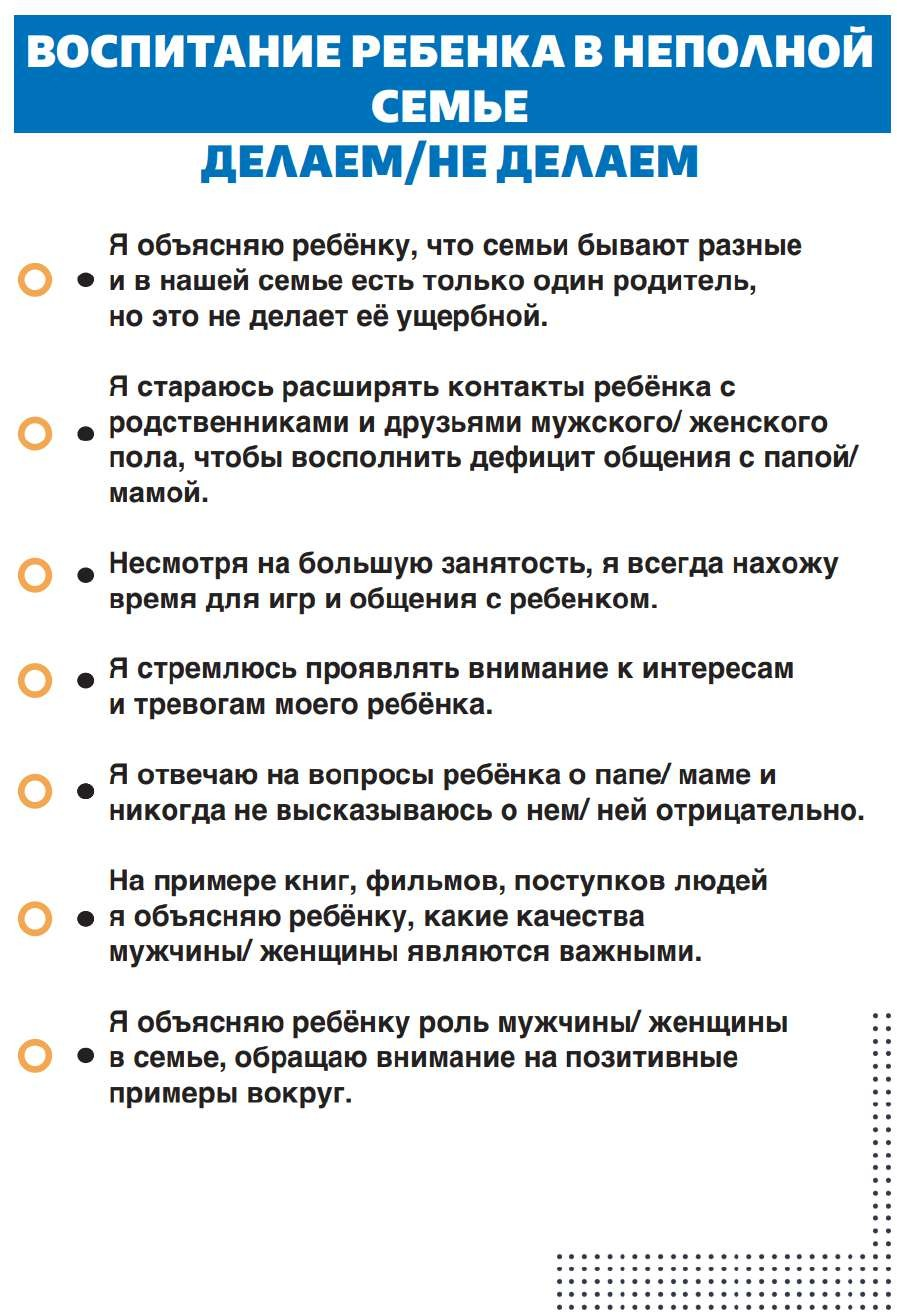 ВОСПИТАНИЕ РЕБЕНКА В НЕПОЛНОЙ
СЕМЬЕ
ДЕЛАЕМ/НЕ ДЕЛАЕМ
Я объясняю ребёнку, что семьи бывают разные
и в нашей семье есть только один родитель,
но это не делает её ущербной.
Я стараюсь расширять контакты ребёнка с
родственниками и друзьями мужского/ женского
пола, чтобы восполнить дефицит общения с папой/
мамой.
Несмотря на большую занятость, я всегда нахожу
время для игр и общения с ребенком.
Я стремлюсь проявлять внимание к интересам
и тревогам моего ребёнка.
Я отвечаю на вопросы ребёнка о папе/ маме и
никогда не высказываюсь о нем/ ней отрицательно.
На примере книг, фильмов, поступков людей
я объясняю ребёнку, какие качества
мужчины/ женщины являются важными.
Я объясняю ребёнку роль мужчины/ женщины
в семье, обращаю внимание на позитивные
примеры вокруг.